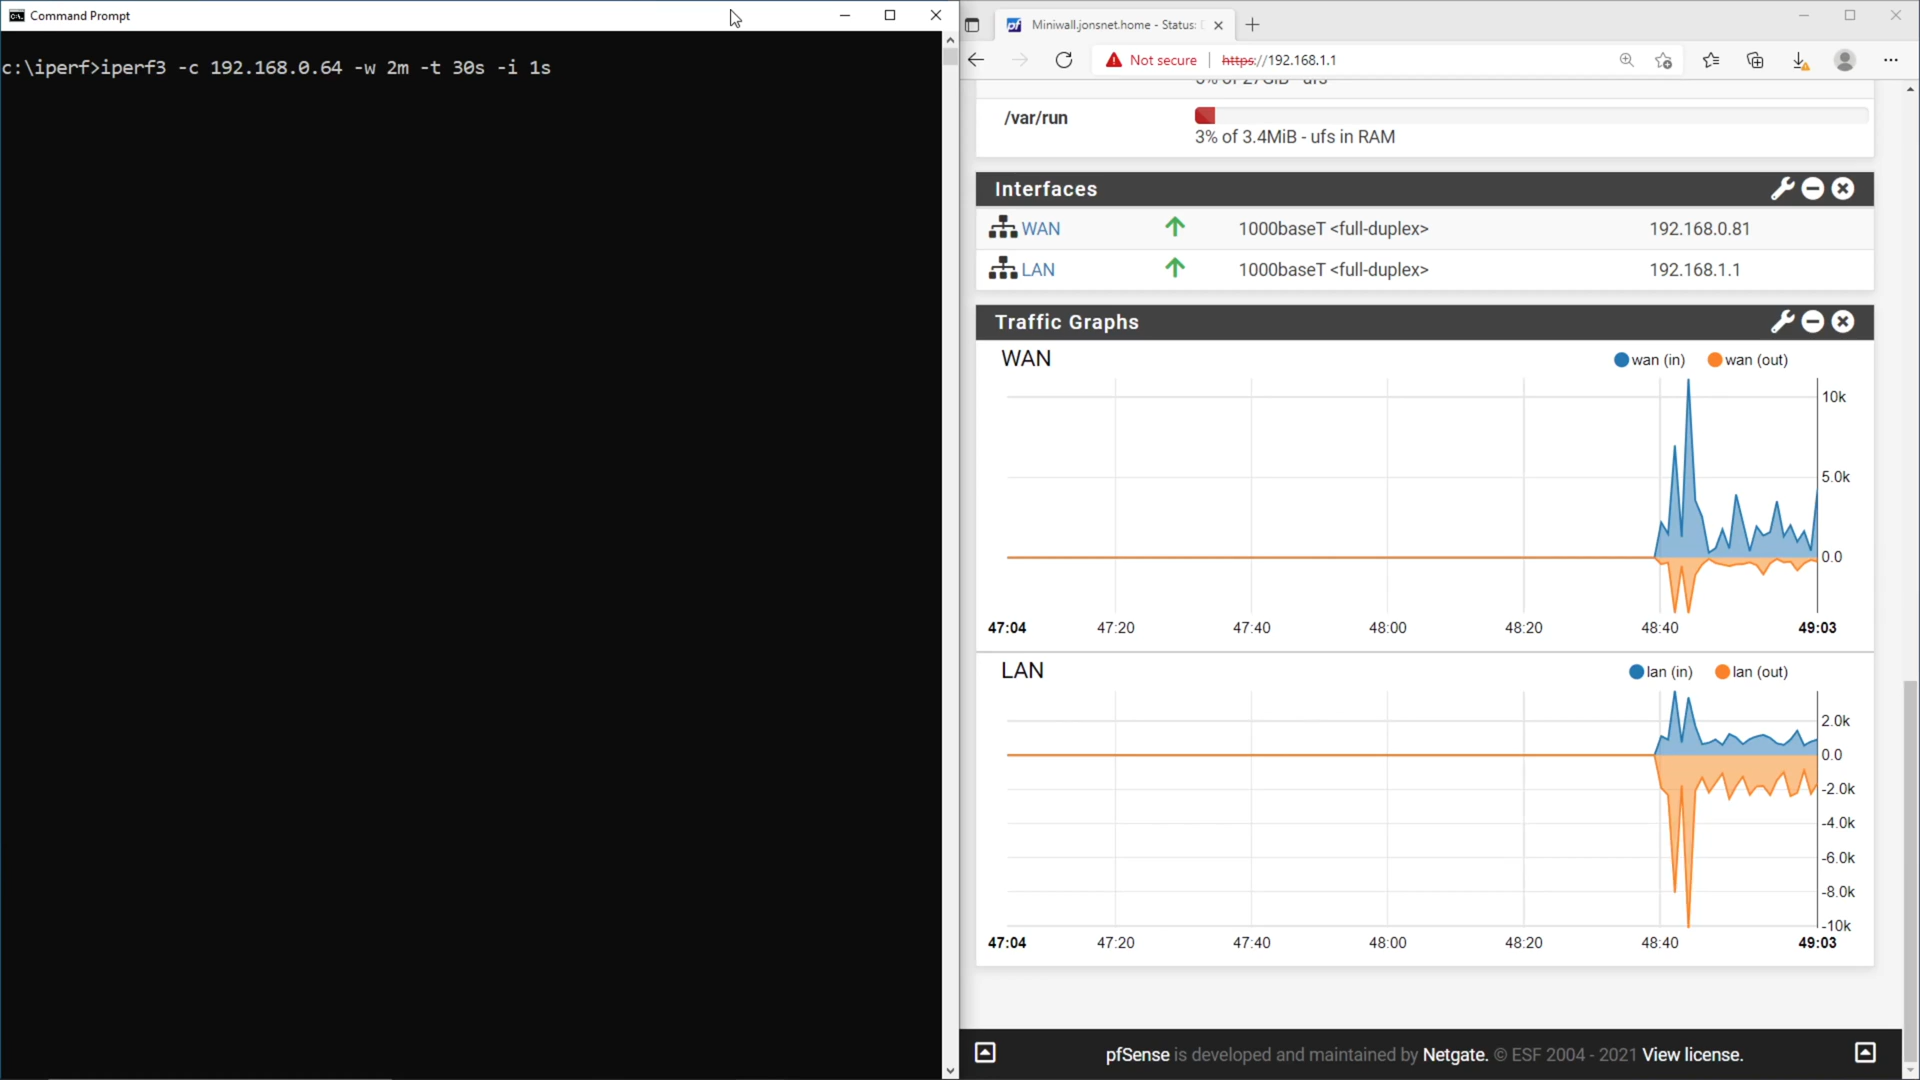 Command Prompt
c:\iperf>iperf3 -c 192.168.0.64 -w 2m -t 30s -i 1s
Miniwall.jonsnet.home - Status:
Not secure | https://192.168.1.1
/var/run
3% of 3.4MiB - ufs in RAM
Interfaces
WAN 1000baseT <full-duplex> 192.168.0.81
LAN 1000baseT <full-duplex> 192.168.1.1
Traffic Graphs
WAN
wan (in) wan (out)
10k
5.0k
0.0
47:04 47:20 47:40 48:00 48:20 48:40 49:03
LAN
lan (in) lan (out)
2.0k
0.0
-2.0k
-4.0k
-6.0k
-8.0k
-10k
47:04 47:20 47:40 48:00 48:20 48:40 49:03
pfSense is developed and maintained by Netgate. © ESF 2004 - 2021 View license.